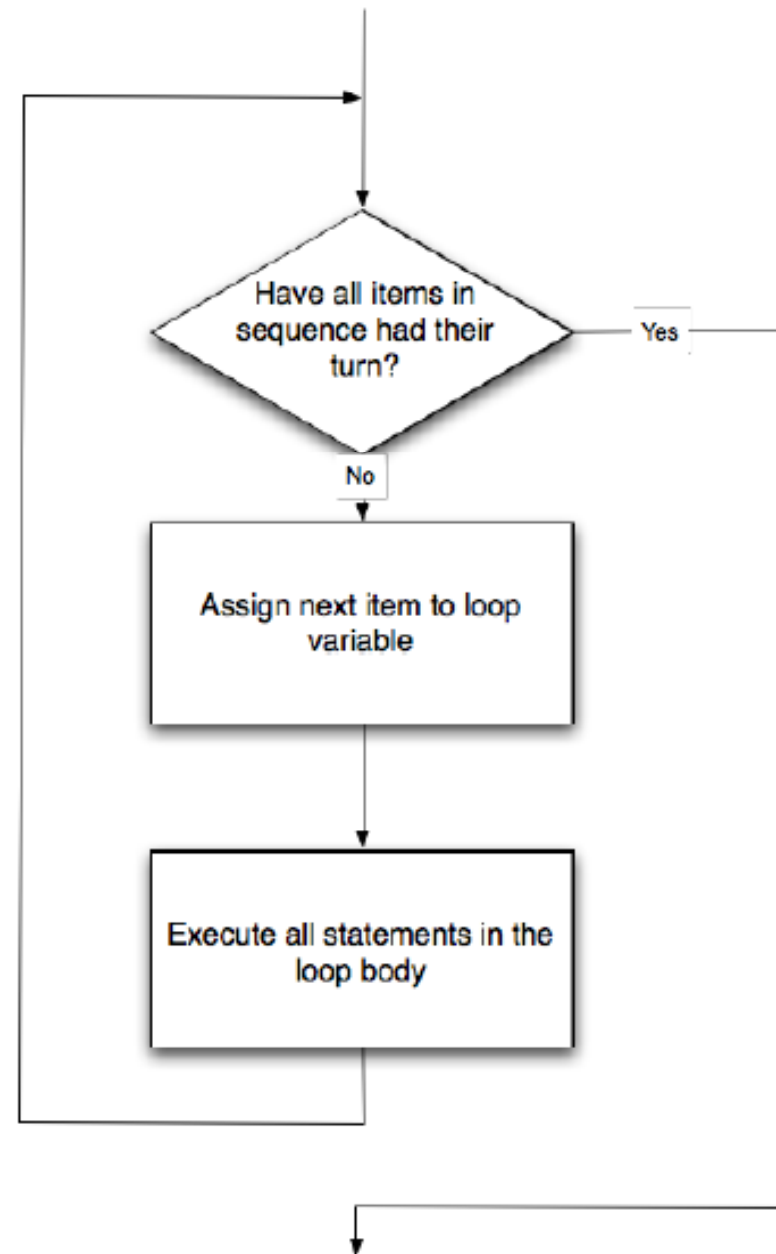 Have all items in
sequence had their
turn?
Yes
No
Assign next item to loop
variable
Execute all statements in the
loop body